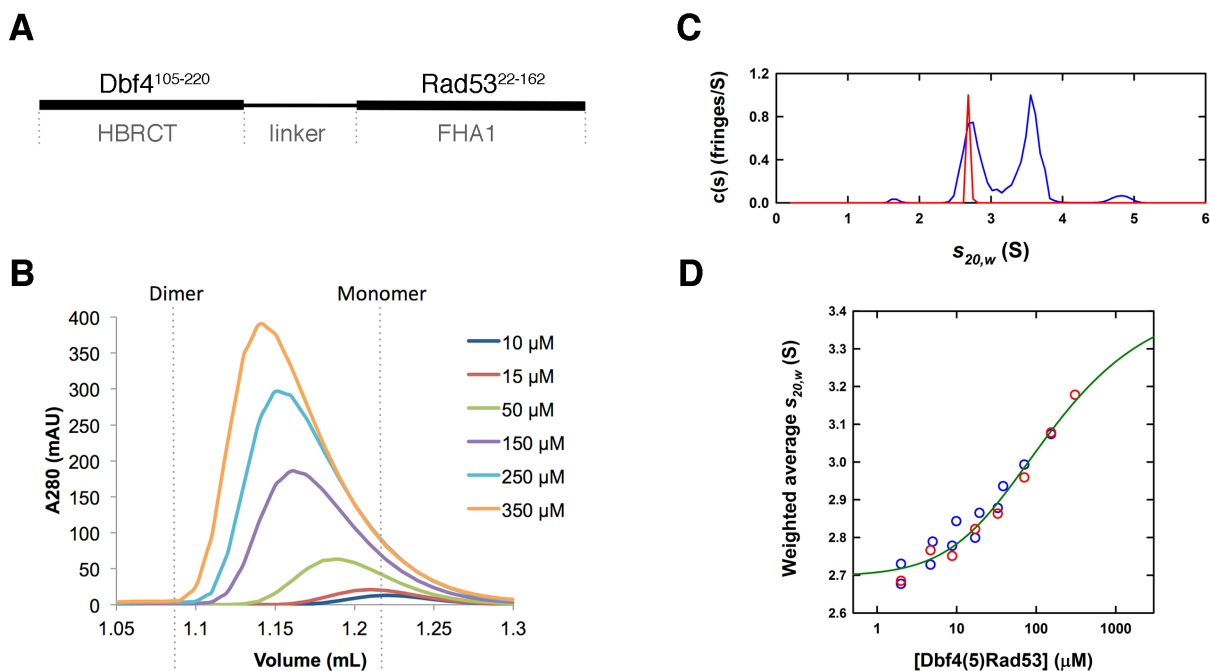 A
Dbf4105-220
Rad5322-162
HBRCT
linker
FHA1
B
Dimer
Monomer
400
350
300
250
200
150
100
50
0
A280 (mAU)
1.05
1.1
1.15
1.2
1.25
1.3
Volume (mL)
10 µM
15 µM
50 µM
150 µM
250 µM
350 µM
C
c(s) (fringes/S)
1.2
0.8
0.4
0.0
0
1
2
3
4
5
6
s20,w (S)
D
Weighted average s20,w (S)
3.4
3.3
3.2
3.1
3.0
2.9
2.8
2.7
2.6
1
10
100
1000
[Dbf4(5)Rad53] (µM)